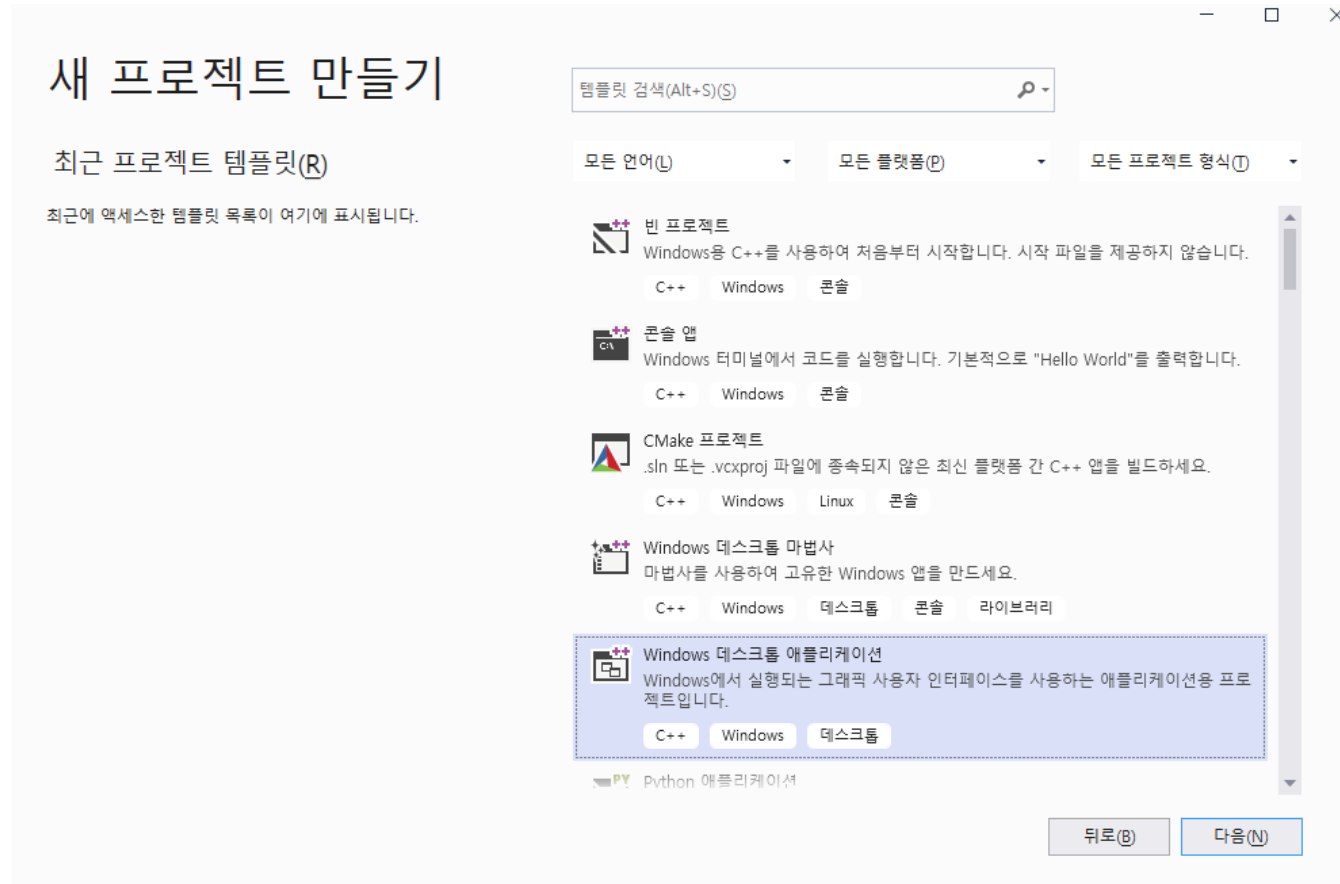 새 프로젝트 만들기
템플릿 검색(Alt+S)(S)
최근 프로젝트 템플릿(R)
최근에 액세스한 템플릿 목록이 여기에 표시됩니다.
모든 언어(L) 모든 플랫폼(P) 모든 프로젝트 형식(T)
빈 프로젝트
Windows용 C++를 사용하여 처음부터 시작합니다. 시작 파일을 제공하지 않습니다.
C++ Windows 콘솔
C:\
콘솔 앱
Windows 터미널에서 코드를 실행합니다. 기본적으로 "Hello World"를 출력합니다.
C++ Windows 콘솔
CMake 프로젝트
.sln 또는 .vcxproj 파일에 종속되지 않은 최신 플랫폼 간 C++ 앱을 빌드하세요.
C++ Windows Linux 콘솔
Windows 데스크톱 마법사
마법사를 사용하여 고유한 Windows 앱을 만드세요.
C++ Windows 데스크톱 콘솔 라이브러리
Windows 데스크톱 애플리케이션
Windows에서 실행되는 그래픽 사용자 인터페이스를 사용하는 애플리케이션용 프로
젝트입니다.
C++ Windows 데스크톱
PY Python 애플리케이션
뒤로(B) 다음(N)